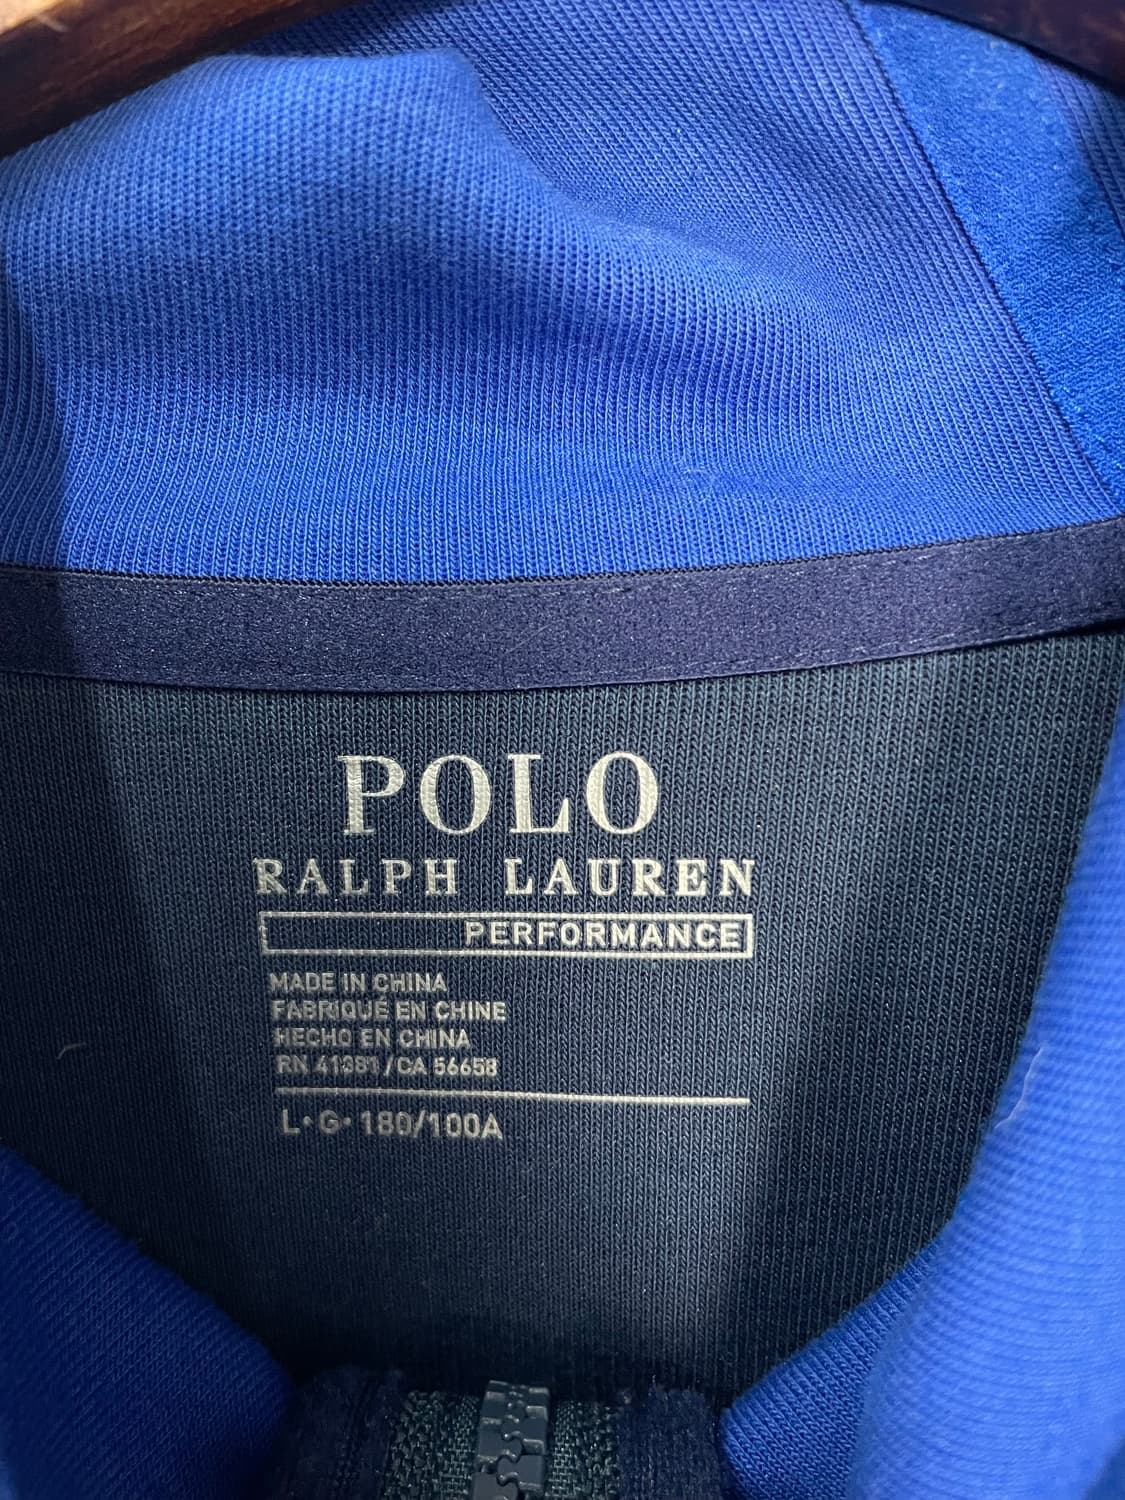 POLO
RALPH LAUREN
PERFORMANCE
MADE IN CHINA
FABRIQUÉ EN CHINE
HECHO EN CHINA
RN 41381 / CA 56658
L•G• 180/100A